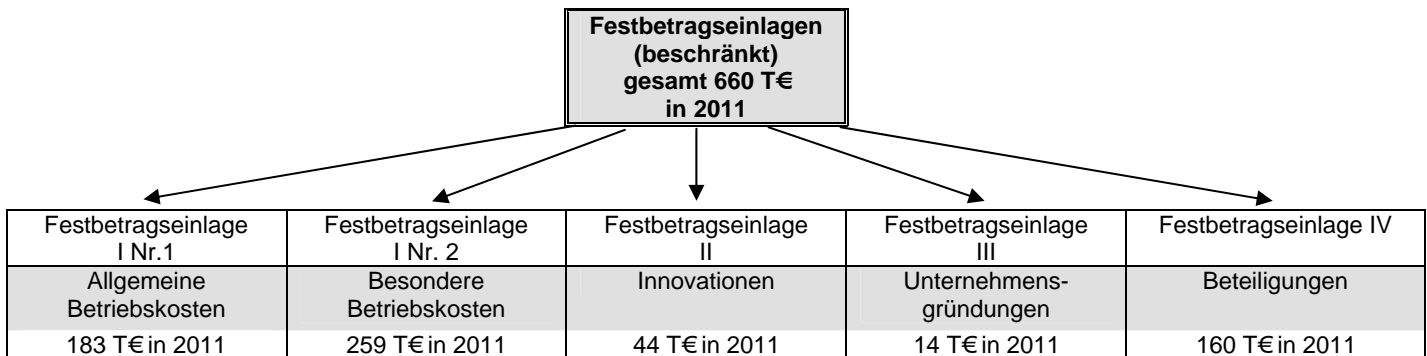 Festbetragseinlagen
(beschränkt)
gesamt 660 T€
in 2011
Festbetragseinlage
I Nr.1
Festbetragseinlage
I Nr. 2
Festbetragseinlage
II
Festbetragseinlage
III
Festbetragseinlage IV
Allgemeine
Betriebskosten
Besondere
Betriebskosten
Innovationen
Unternehmens-
gründungen
Beteiligungen
183 T€ in 2011
259 T€ in 2011
44 T€ in 2011
14 T€ in 2011
160 T€ in 2011